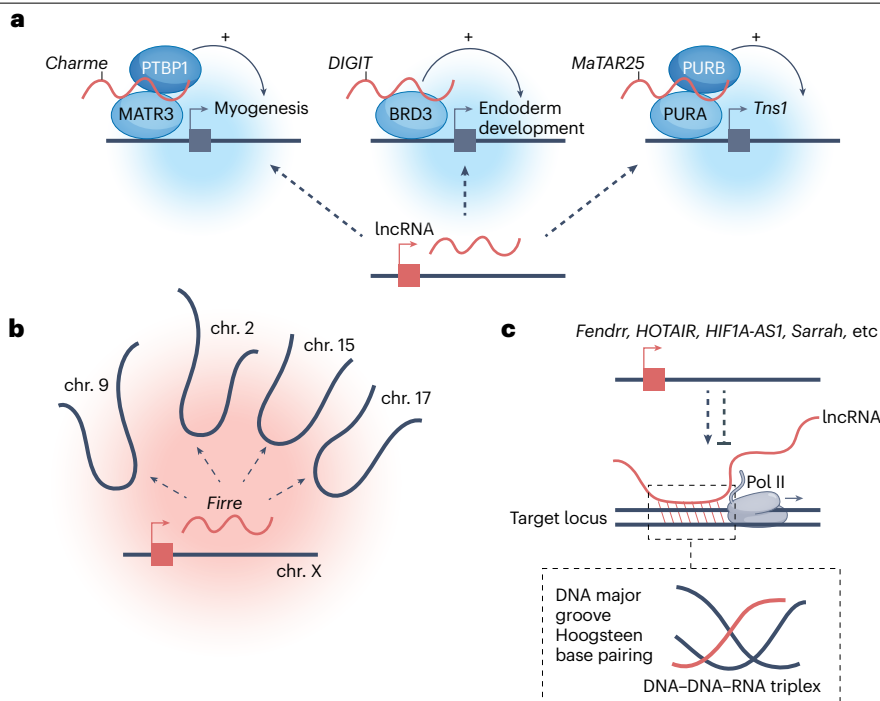 a
Charme
PTBP1
+
MATR3
Myogenesis
DIGIT
+
BRD3
Endoderm
development
MaTAR25
PURB
+
PURA
Tns1
lncRNA
b
chr. 9
chr. 2
chr. 15
chr. 17
Firre
chr. X
c
Fendrr, HOTAIR, HIF1A-AS1, Sarrah, etc
lncRNA
Pol II
Target locus
DNA major
groove
Hoogsteen
base pairing
DNA–DNA–RNA triplex